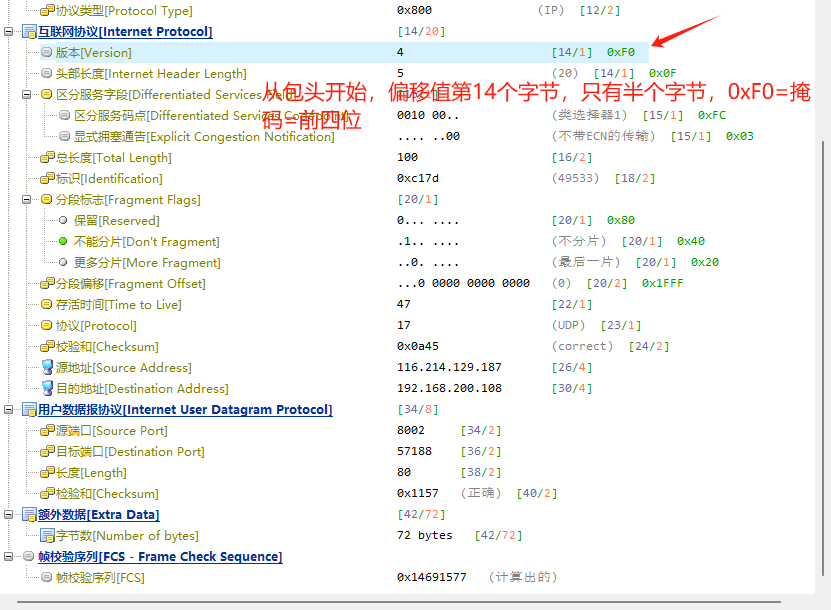 协议类型[Protocol Type] 0x800 (IP) [12/2]
互联网协议[Internet Protocol] [14/20]
版本[Version] 4 [14/1] 0xF0
头部长度[Internet Header Length] 5 (20) [14/1] 0x0F
从包头开始，偏移值第14个字节，只有半个字节，0xF0=掩
码=前四位
区分服务字段[Differentiated Services Field]
区分服务码点[Differentiated Services Codepoint] 0010 00.. (类选择器1) [15/1] 0xFC
显式拥塞通告[Explicit Congestion Notification] .... ..00 (不带ECN的传输) [15/1] 0x03
总长度[Total Length] 100 [16/2]
标识[Identification] 0xc17d (49533) [18/2]
分段标志[Fragment Flags] [20/1]
保留[Reserved] 0... .... [20/1] 0x80
不能分片[Don't Fragment] .1.. .... (不分片) [20/1] 0x40
更多分片[More Fragment] ..0. .... (最后一片) [20/1] 0x20
分段偏移[Fragment Offset] ...0 0000 0000 0000 (0) [20/2] 0x1FFF
存活时间[Time to Live] 47 [22/1]
协议[Protocol] 17 (UDP) [23/1]
校验和[Checksum] 0x0a45 (correct) [24/2]
源地址[Source Address] 116.214.129.187 [26/4]
目的地址[Destination Address] 192.168.200.108 [30/4]
用户数据报协议[Internet User Datagram Protocol] [34/8]
源端口[Source Port] 8002 [34/2]
目标端口[Destination Port] 57188 [36/2]
长度[Length] 80 [38/2]
检验和[Checksum] 0x1157 (正确) [40/2]
额外数据[Extra Data] [42/72]
字节数[Number of bytes] 72 bytes [42/72]
帧校验序列[FCS - Frame Check Sequence]
帧校验序列[FCS] 0x14691577 (计算出的)